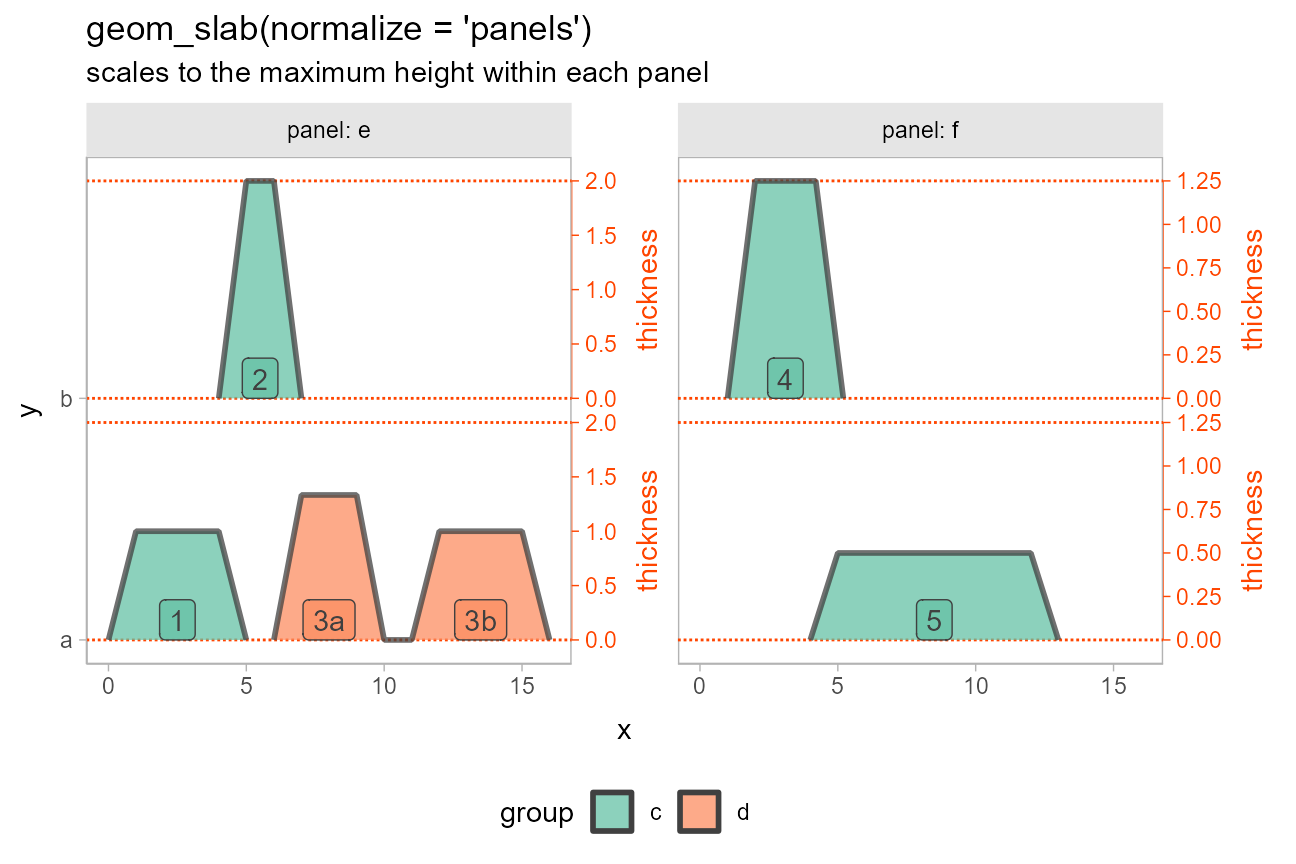 geom_slab(normalize = 'panels')
scales to the maximum height within each panel
panel: e
panel: f
2.0
1.5
1.0
0.5
0.0
thickness
1.25
1.00
0.75
0.50
0.25
0.00
thickness
2
4
b
y
2.0
1.5
1.0
0.5
0.0
thickness
1.25
1.00
0.75
0.50
0.25
0.00
thickness
1
3a
3b
5
a
0 5 10 15
0 5 10 15
x
group c d